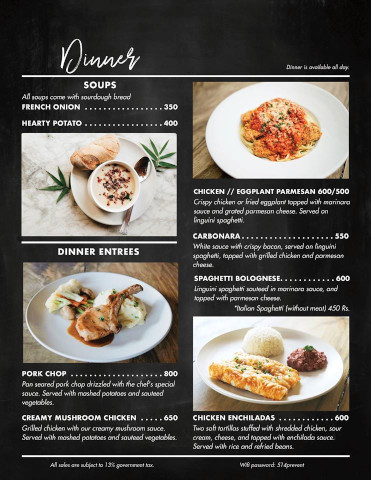 Dinner
Dinner is available all day.
SOUPS
All soups come with sourdough bread
FRENCH ONION ................. 350
HEARTY POTATO ................ 400
DINNER ENTREES
PORK CHOP .................... 800
Pan seared pork chop drizzled with the chef's special
sauce. Served with mashed potatoes and sauteed
vegetables.
CREAMY MUSHROOM CHICKEN ..... 650
Grilled chicken with our creamy mushroom sauce.
Served with mashed potatoes and sauteed vegetables.
CHICKEN // EGGPLANT PARMESAN 600/500
Crispy chicken or fried eggplant topped with marinara
sauce and grated parmesan cheese. Served on
linguini spaghetti.
CARBONARA .................... 550
White sauce with crispy bacon, served on linguini
spaghetti, topped with grilled chicken and parmesan
cheese.
SPAGHETTI BOLOGNESE ............ 600
Linguini spaghetti sauteed in marinara sauce, and
topped with parmesan cheese.
*Italian Spaghetti (without meat) 450 Rs.
CHICKEN ENCHILADAS ............ 600
Two soft tortillas stuffed with shredded chicken, sour
cream, cheese, and topped with enchilada sauce.
Served with rice and refried beans.
All sales are subject to 13% government tax.
Wifi password: 514prevent